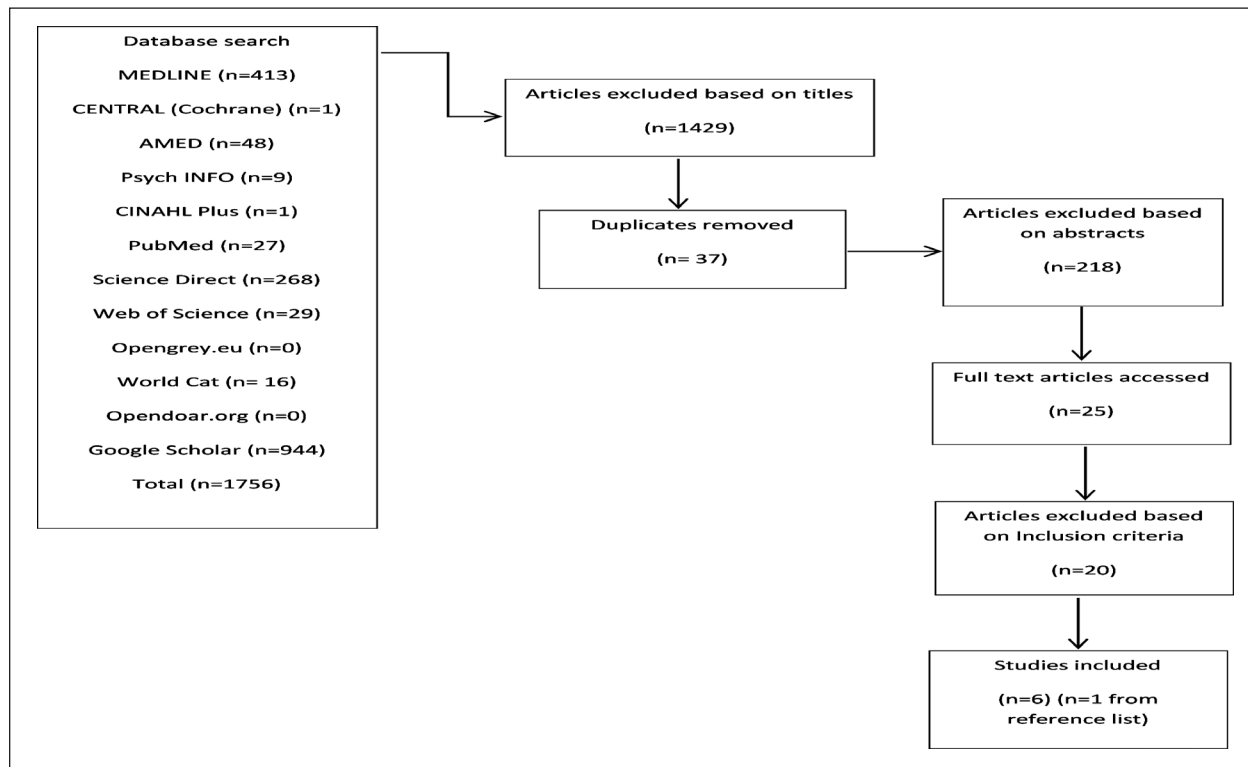 Database search
MEDLINE (n=413)
CENTRAL (Cochrane) (n=1)
AMED (n=48)
Psych INFO (n=9)
CINAHL Plus (n=1)
PubMed (n=27)
Science Direct (n=268)
Web of Science (n=29)
Opengrey.eu (n=0)
World Cat (n= 16)
Opendoar.org (n=0)
Google Scholar (n=944)
Total (n=1756)
Articles excluded based on titles
(n=1429)
Duplicates removed
(n= 37)
Articles excluded based
on abstracts
(n=218)
Full text articles accessed
(n=25)
Articles excluded based
on Inclusion criteria
(n=20)
Studies included
(n=6) (n=1 from
reference list)